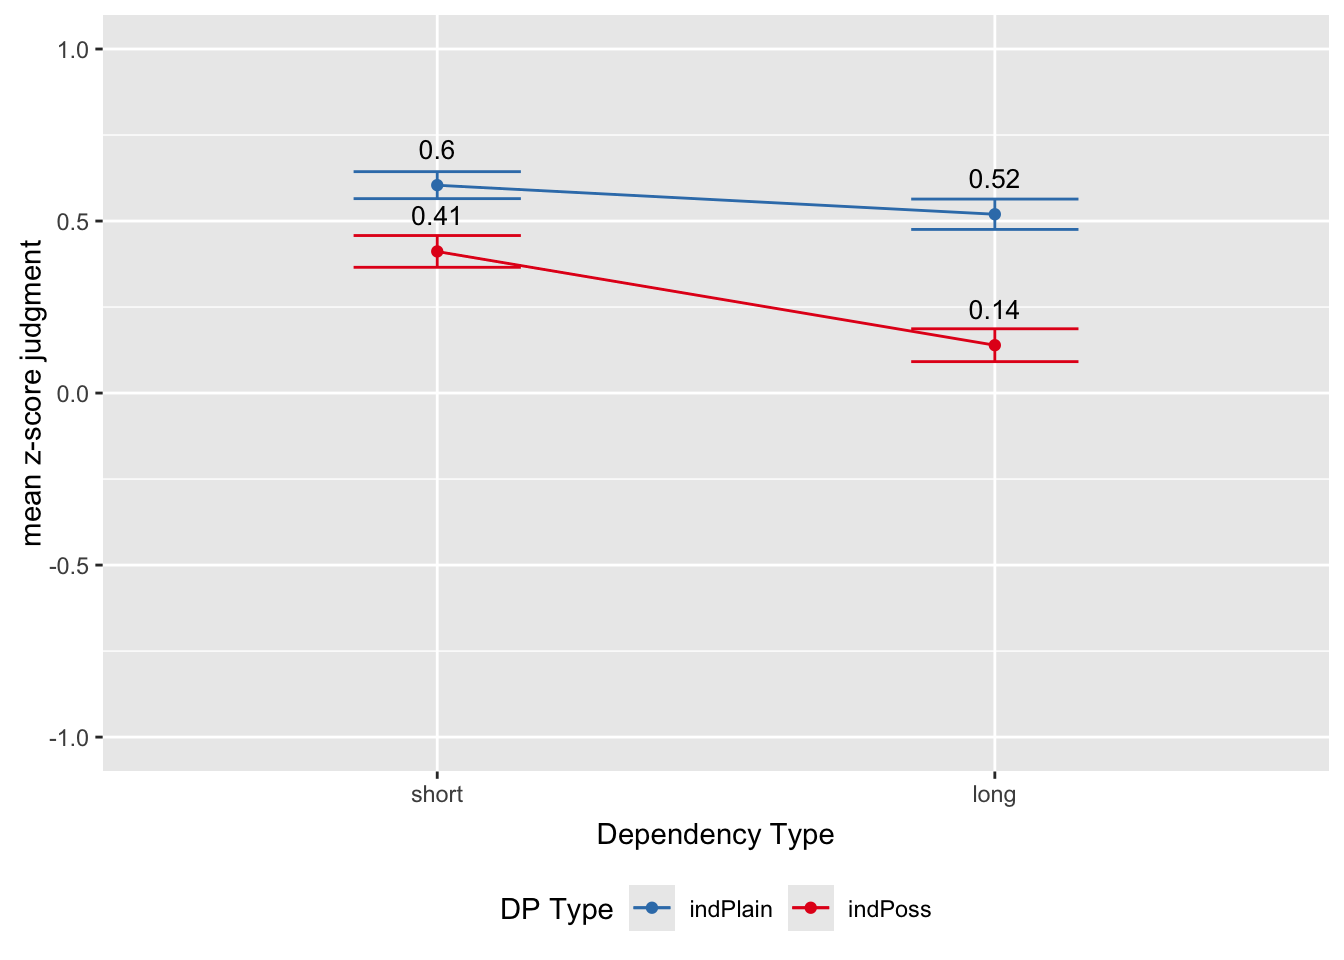 1.0
0.5
0.0
-0.5
-1.0
mean z-score judgment
0.6
0.41
0.52
0.14
short
long
Dependency Type
DP Type indPlain indPoss